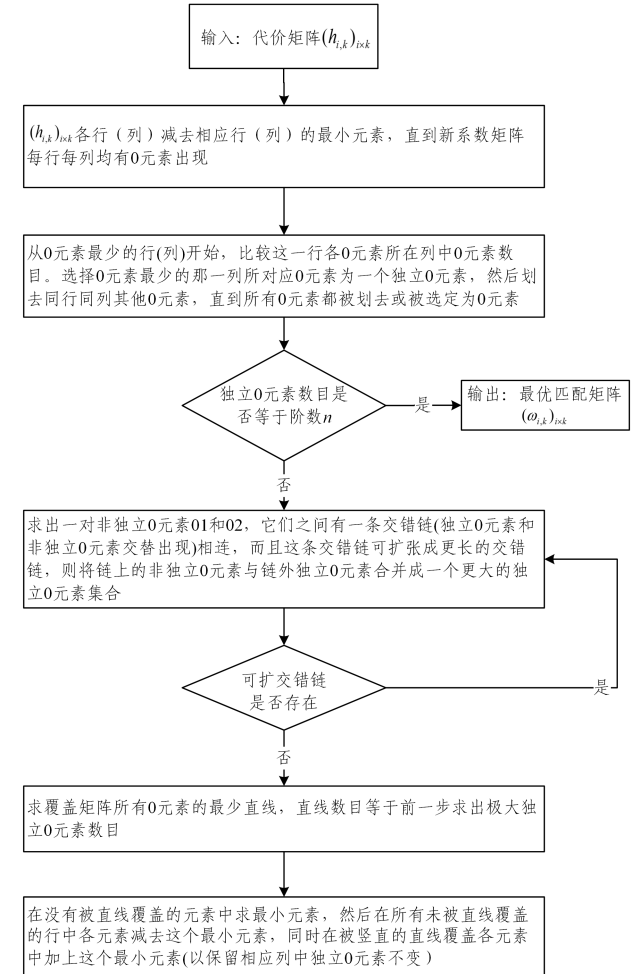 输入：代价矩阵(h_{i,k})_{i×k}
(h_{i,k})_{i×k}各行（列）减去相应行（列）的最小元素，直到新系数矩阵
每行每列均有0元素出现
从0元素最少的行(列)开始，比较这一行各0元素所在列中0元素数
目。选择0元素最少的那一列所对应0元素为一个独立0元素，然后划
去同行同列其他0元素，直到所有0元素都被划去或被选定为0元素
独立0元素数目是
否等于阶数n
是
输出：最优匹配矩阵
(ω_{i,k})_{i×k}
否
求出一对非独立0元素01和02，它们之间有一条交错链(独立0元素和
非独立0元素交替出现)相连，而且这条交错链可扩张成更长的交错
链，则将链上的非独立0元素与链外独立0元素合并成一个更大的独
立0元素集合
可扩交错链
是否存在
是
否
求覆盖矩阵所有0元素的最少直线，直线数目等于前一步求出极大独
立0元素数目
在没有被直线覆盖的元素中求最小元素，然后在所有未被直线覆盖
的行中各元素减去这个最小元素，同时在被竖直的直线覆盖各元素
中加上这个最小元素(以保留相应列中独立0元素不变）